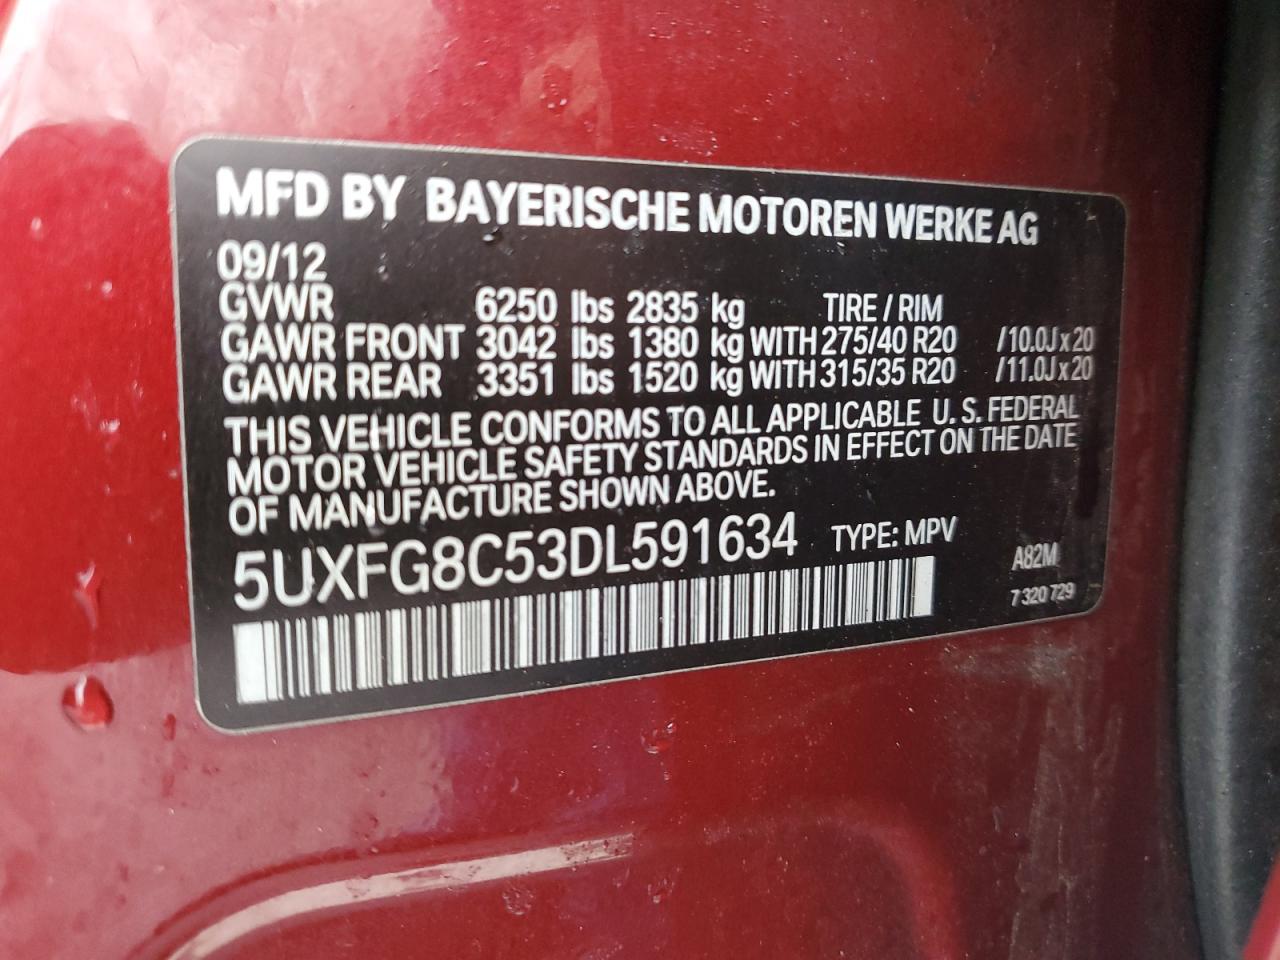 MFD BY BAYERISCHE MOTOREN WERKE AG
09/12
GVWR 6250 lbs 2835 kg TIRE / RIM
GAWR FRONT 3042 lbs 1380 kg WITH 275/40 R20 /10.0J x 20
GAWR REAR 3351 lbs 1520 kg WITH 315/35 R20 /11.0J x 20
THIS VEHICLE CONFORMS TO ALL APPLICABLE U. S. FEDERAL
MOTOR VEHICLE SAFETY STANDARDS IN EFFECT ON THE DATE
OF MANUFACTURE SHOWN ABOVE.
5UXFG8C53DL591634 TYPE: MPV
A82M
7 320 729